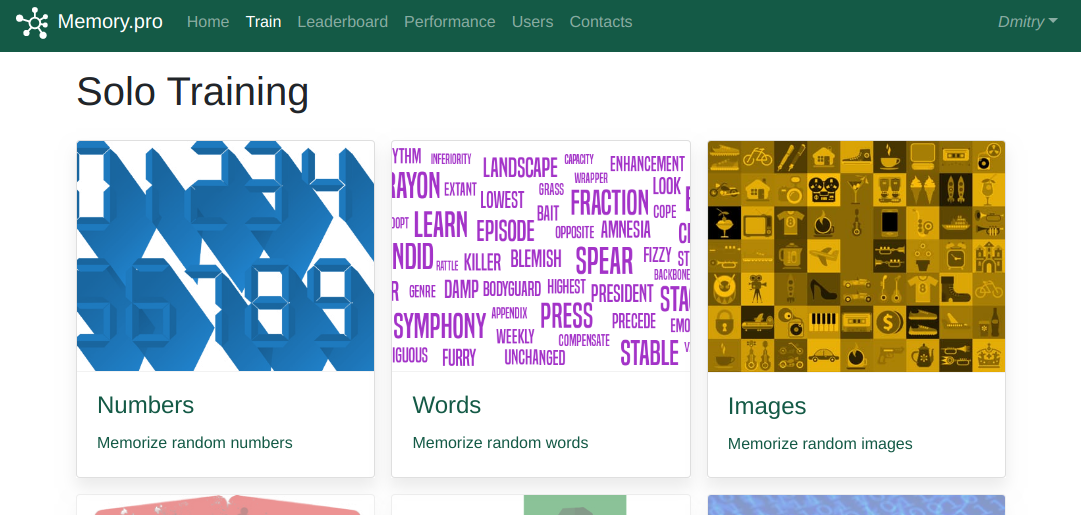 Memory.pro Home Train Leaderboard Performance Users Contacts Dmitry
Solo Training
YTHM INFERIORITY LANDSCAPE CAPACITY ENHANCEMENT
RAYON EXTANT LOWEST GRASS WRAPPER FRACTION LOOK
DOPT LEARN EPISODE BAIT OPPOSITE AMNESIA COPE
NDID RATTLE KILLER BLEMISH SPEAR FIZZY ST
BACKBONE
R GENRE DAMP BODYGUARD HIGHEST PRESIDENT STA
SYMPHONY APPENDIX PRESS PRECEDE EMO
WEEKLY COMPENSATE
IGUOUS FURRY UNCHANGED STABLE V
Numbers
Memorize random numbers
Words
Memorize random words
Images
Memorize random images